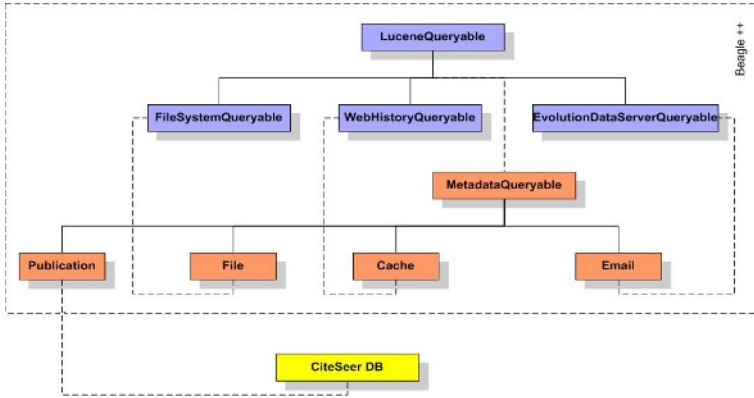 LuceneQueryable
Beagle ++
FileSystemQueryable
WebHistoryQueryable
EvolutionDataServerQueryable
MetadataQueryable
Publication
File
Cache
Email
CiteSeer DB